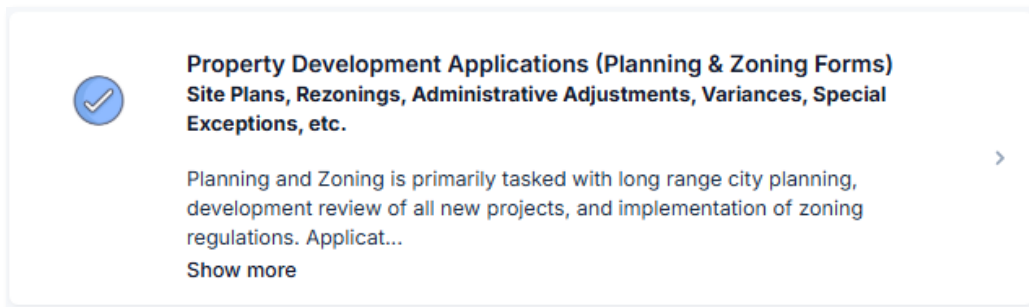 Property Development Applications (Planning & Zoning Forms)
Site Plans, Rezonings, Administrative Adjustments, Variances, Special
Exceptions, etc.
Planning and Zoning is primarily tasked with long range city planning,
development review of all new projects, and implementation of zoning
regulations. Applicat...
Show more